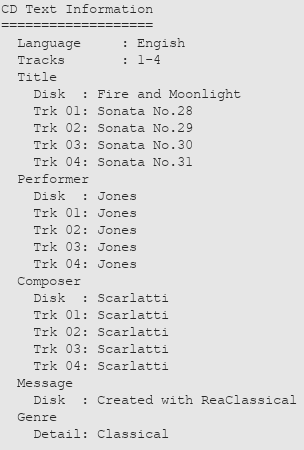 CD Text Information
===================
Language : Engish
Tracks : 1-4
Title
Disk : Fire and Moonlight
Trk 01: Sonata No.28
Trk 02: Sonata No.29
Trk 03: Sonata No.30
Trk 04: Sonata No.31
Performer
Disk : Jones
Trk 01: Jones
Trk 02: Jones
Trk 03: Jones
Trk 04: Jones
Composer
Disk : Scarlatti
Trk 01: Scarlatti
Trk 02: Scarlatti
Trk 03: Scarlatti
Trk 04: Scarlatti
Message
Disk : Created with ReaClassical
Genre
Detail: Classical